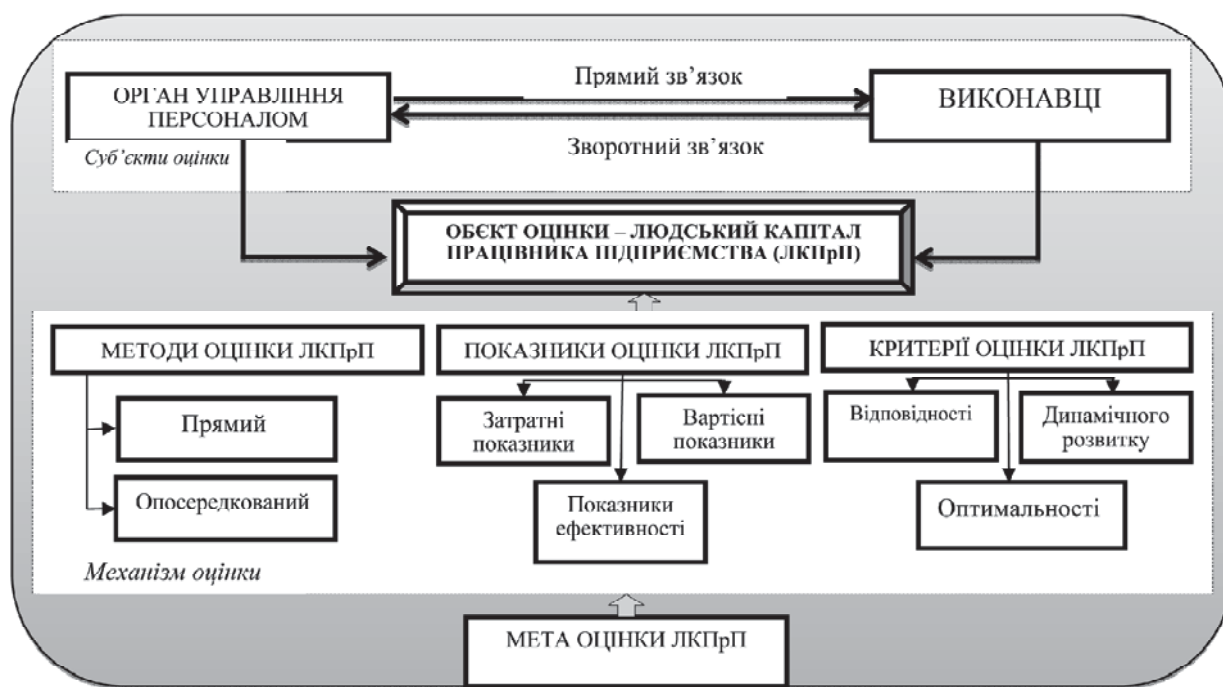 ОРГАН УПРАВЛІННЯ
ПЕРСОНАЛОМ
Суб’єкти оцінки
Прямий зв’язок
Зворотний зв’язок
ВИКОНАВЦІ
ОБЄКТ ОЦІНКИ – ЛЮДСЬКИЙ КАПІТАЛ
ПРАЦІВНИКА ПІДПРИЄМСТВА (ЛКПрП)
МЕТОДИ ОЦІНКИ ЛКПрП
Прямий
Опосередкований
ПОКАЗНИКИ ОЦІНКИ ЛКПрП
Затратні
показники
Вартісні
показники
Показники
ефективності
КРИТЕРІЇ ОЦІНКИ ЛКПрП
Відповідності
Динамічного
розвитку
Оптимальності
Механізм оцінки
МЕТА ОЦІНКИ ЛКПрП